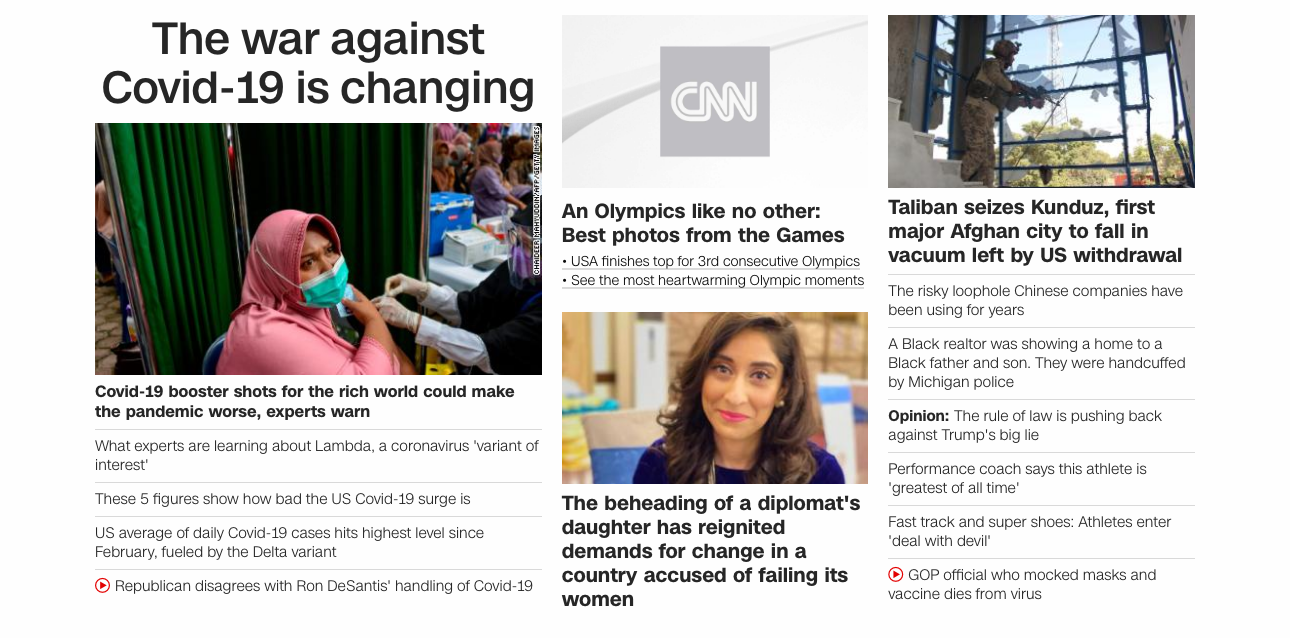 The war against
Covid-19 is changing
CHAIDEER MAHYUDDIN/AFP/GETTY IMAGES
Covid-19 booster shots for the rich world could make
the pandemic worse, experts warn
What experts are learning about Lambda, a coronavirus 'variant of
interest'
These 5 figures show how bad the US Covid-19 surge is
US average of daily Covid-19 cases hits highest level since
February, fueled by the Delta variant
Republican disagrees with Ron DeSantis' handling of Covid-19
CNN
An Olympics like no other:
Best photos from the Games
• USA finishes top for 3rd consecutive Olympics
• See the most heartwarming Olympic moments
The beheading of a diplomat's
daughter has reignited
demands for change in a
country accused of failing its
women
Taliban seizes Kunduz, first
major Afghan city to fall in
vacuum left by US withdrawal
The risky loophole Chinese companies have
been using for years
A Black realtor was showing a home to a
Black father and son. They were handcuffed
by Michigan police
Opinion: The rule of law is pushing back
against Trump's big lie
Performance coach says this athlete is
'greatest of all time'
Fast track and super shoes: Athletes enter
'deal with devil'
GOP official who mocked masks and
vaccine dies from virus